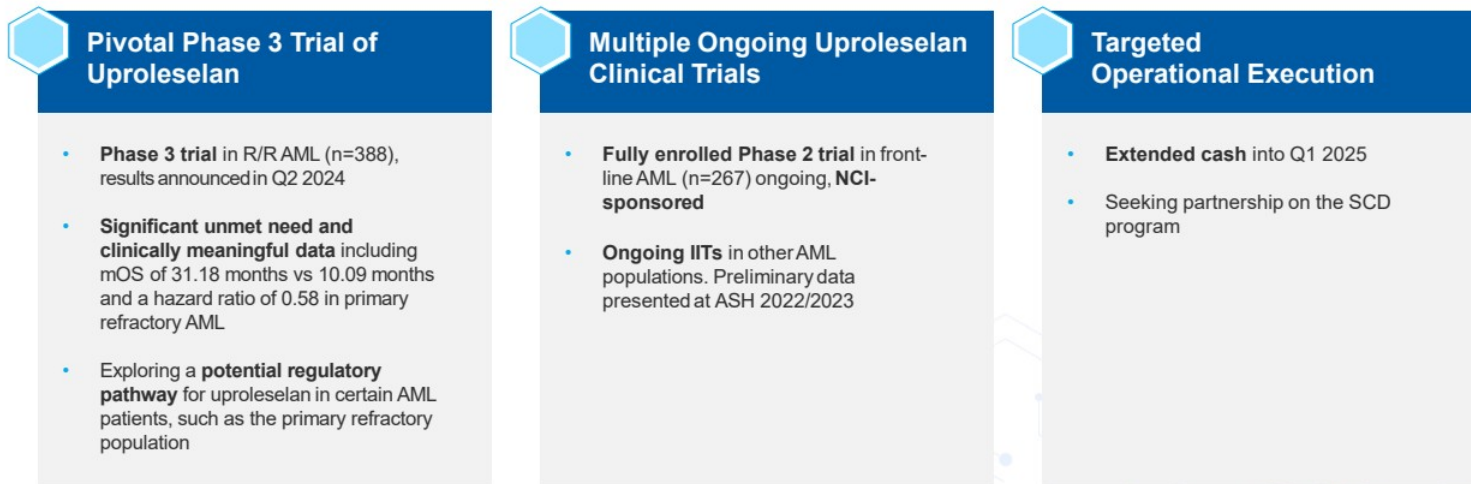 Pivotal Phase 3 Trial of
Uproleselan
• Phase 3 trial in R/R AML (n=388),
results announced in Q2 2024
• Significant unmet need and
clinically meaningful data including
mOS of 31.18 months vs 10.09 months
and a hazard ratio of 0.58 in primary
refractory AML
• Exploring a potential regulatory
pathway for uproleselan in certain AML
patients, such as the primary refractory
population
Multiple Ongoing Uproleselan
Clinical Trials
• Fully enrolled Phase 2 trial in front-
line AML (n=267) ongoing, NCI-
sponsored
• Ongoing IITs in other AML
populations. Preliminary data
presented at ASH 2022/2023
Targeted
Operational Execution
• Extended cash into Q1 2025
• Seeking partnership on the SCD
program